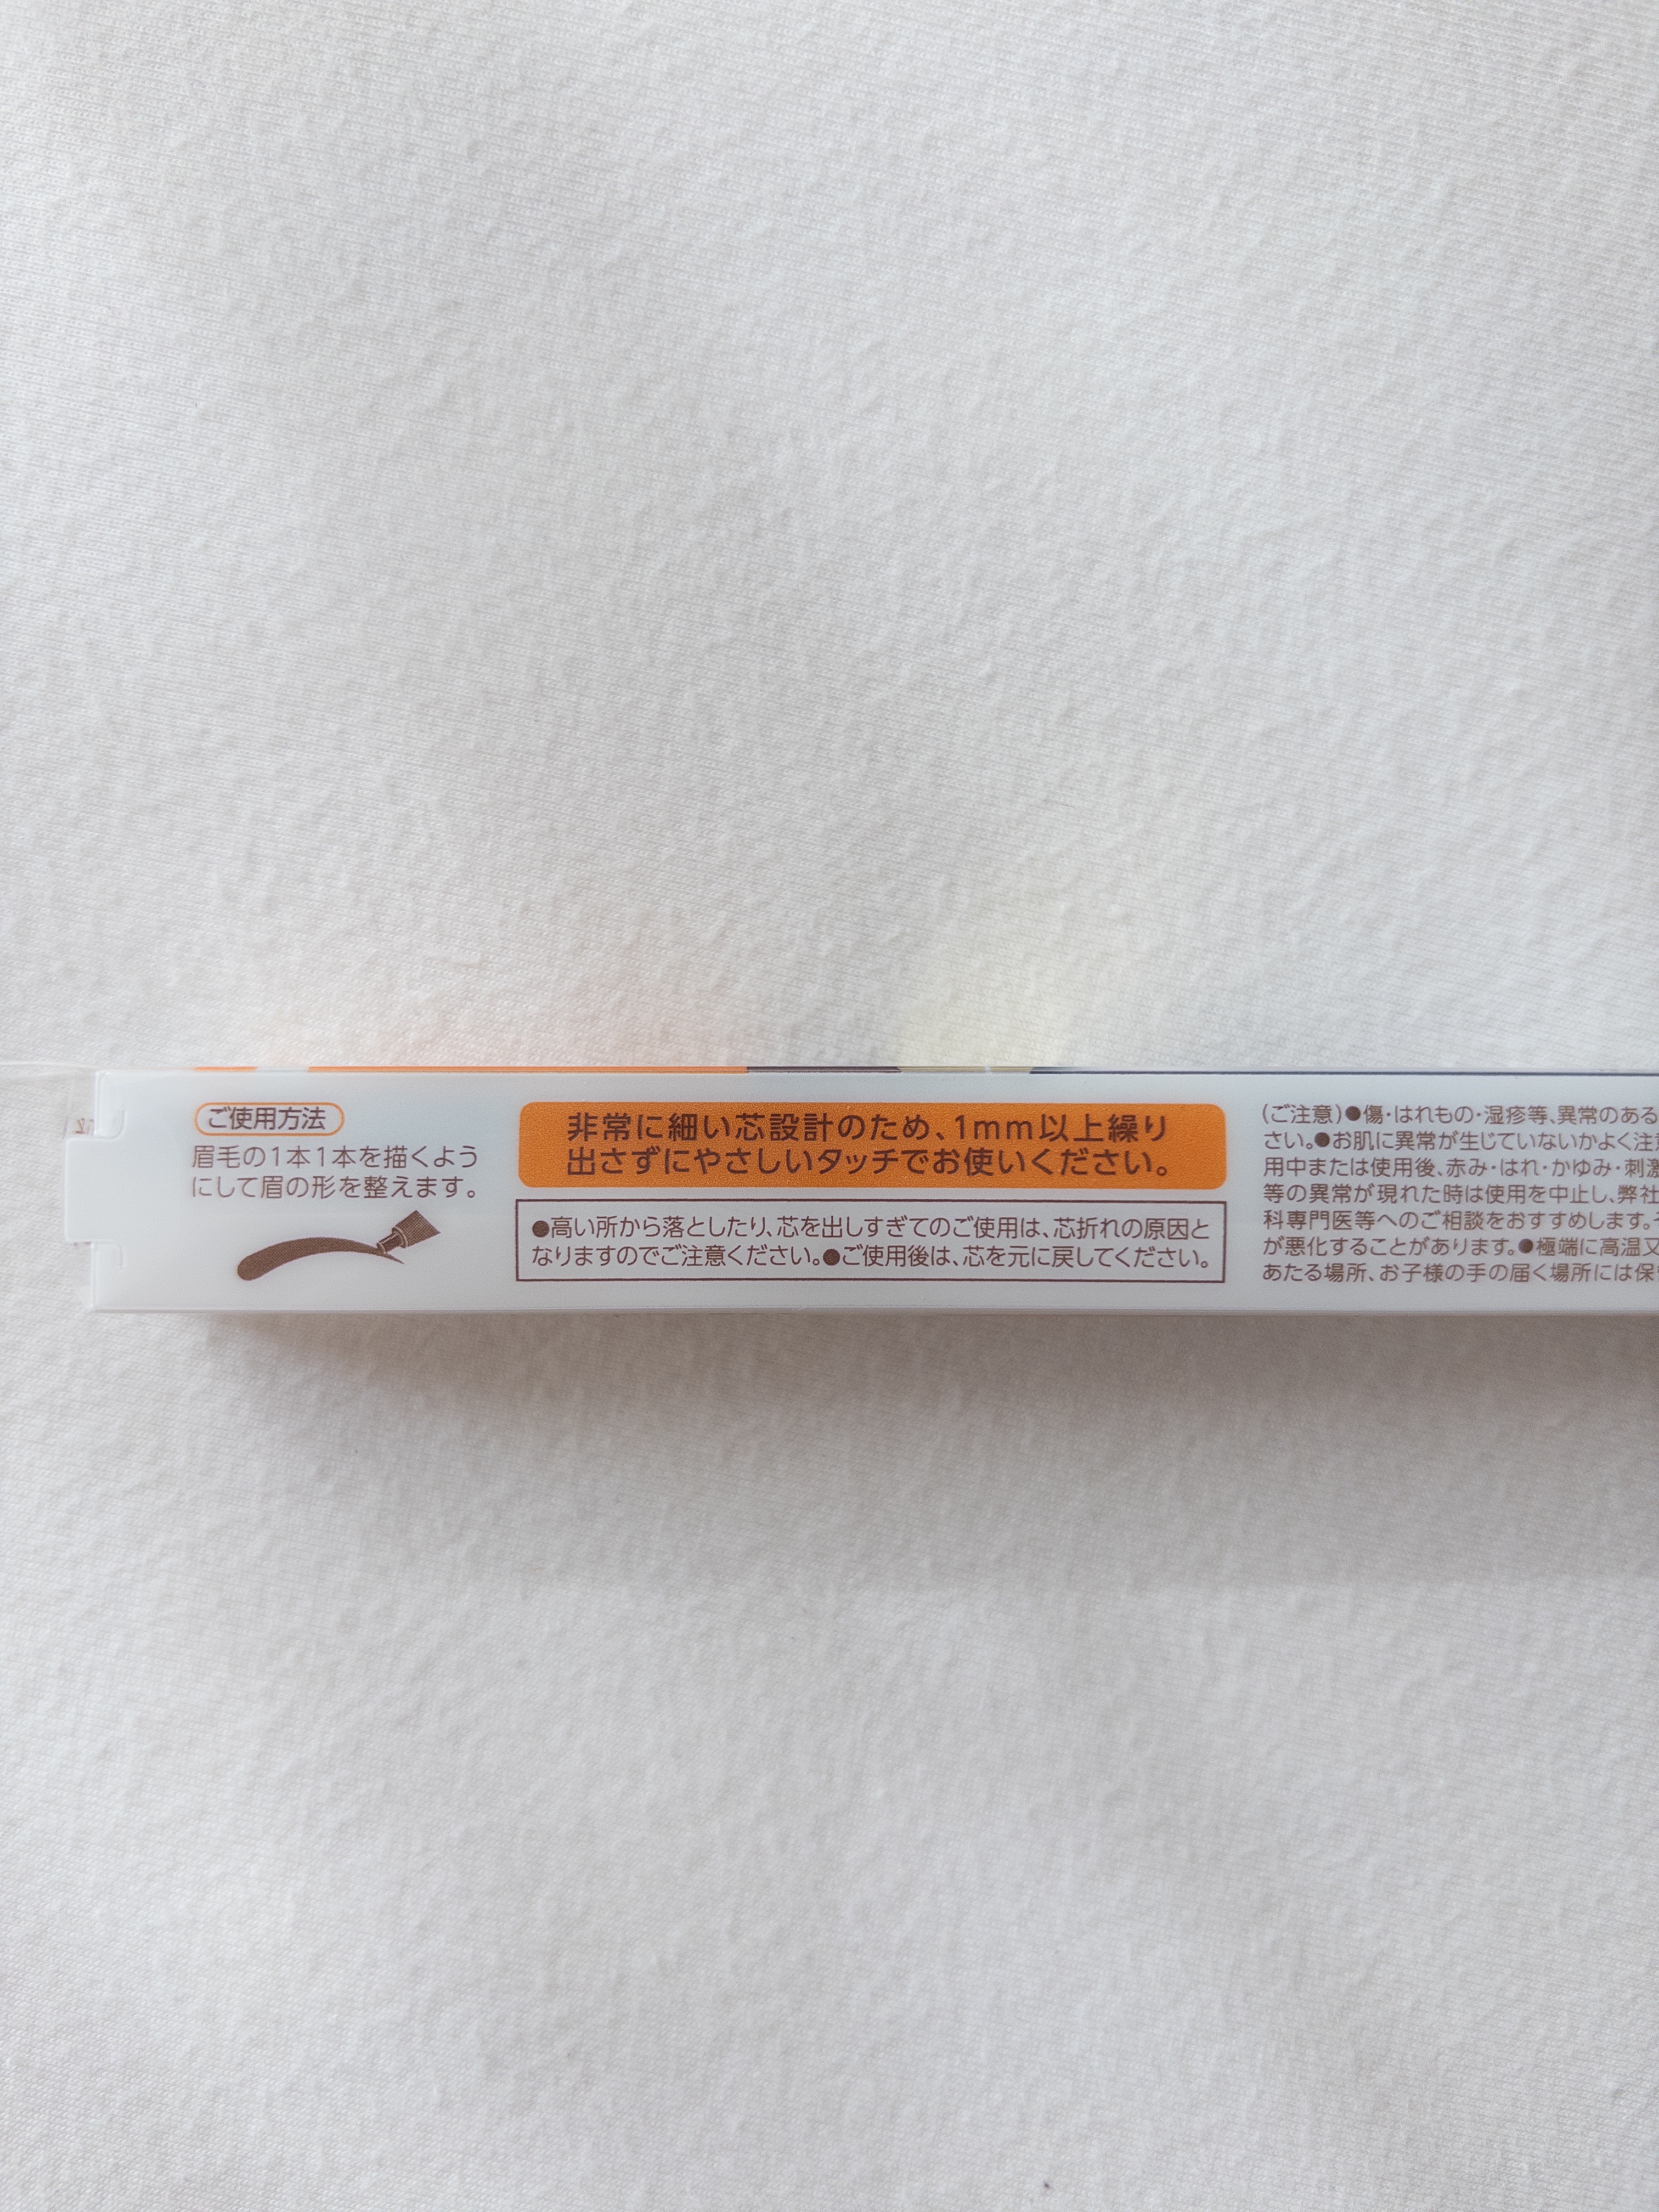 ご使用方法
眉毛の1本1本を描くよう
にして眉の形を整えます。
非常に細い芯設計のため、1mm以上繰り
出さずにやさしいタッチでお使いください。
●高い所から落としたり、芯を出しすぎてのご使用は、芯折れの原因と
なりますのでご注意ください。●ご使用後は、芯を元に戻してください。
(ご注意)●傷・はれもの・湿疹等、異常のある
さい。●お肌に異常が生じていないかよく注意
用中または使用後、赤み・はれ・かゆみ・刺激
等の異常が現れた時は使用を中止し、弊社
科専門医等へのご相談をおすすめします。そ
が悪化することがあります。●極端に高温又
あたる場所、お子様の手の届く場所には保